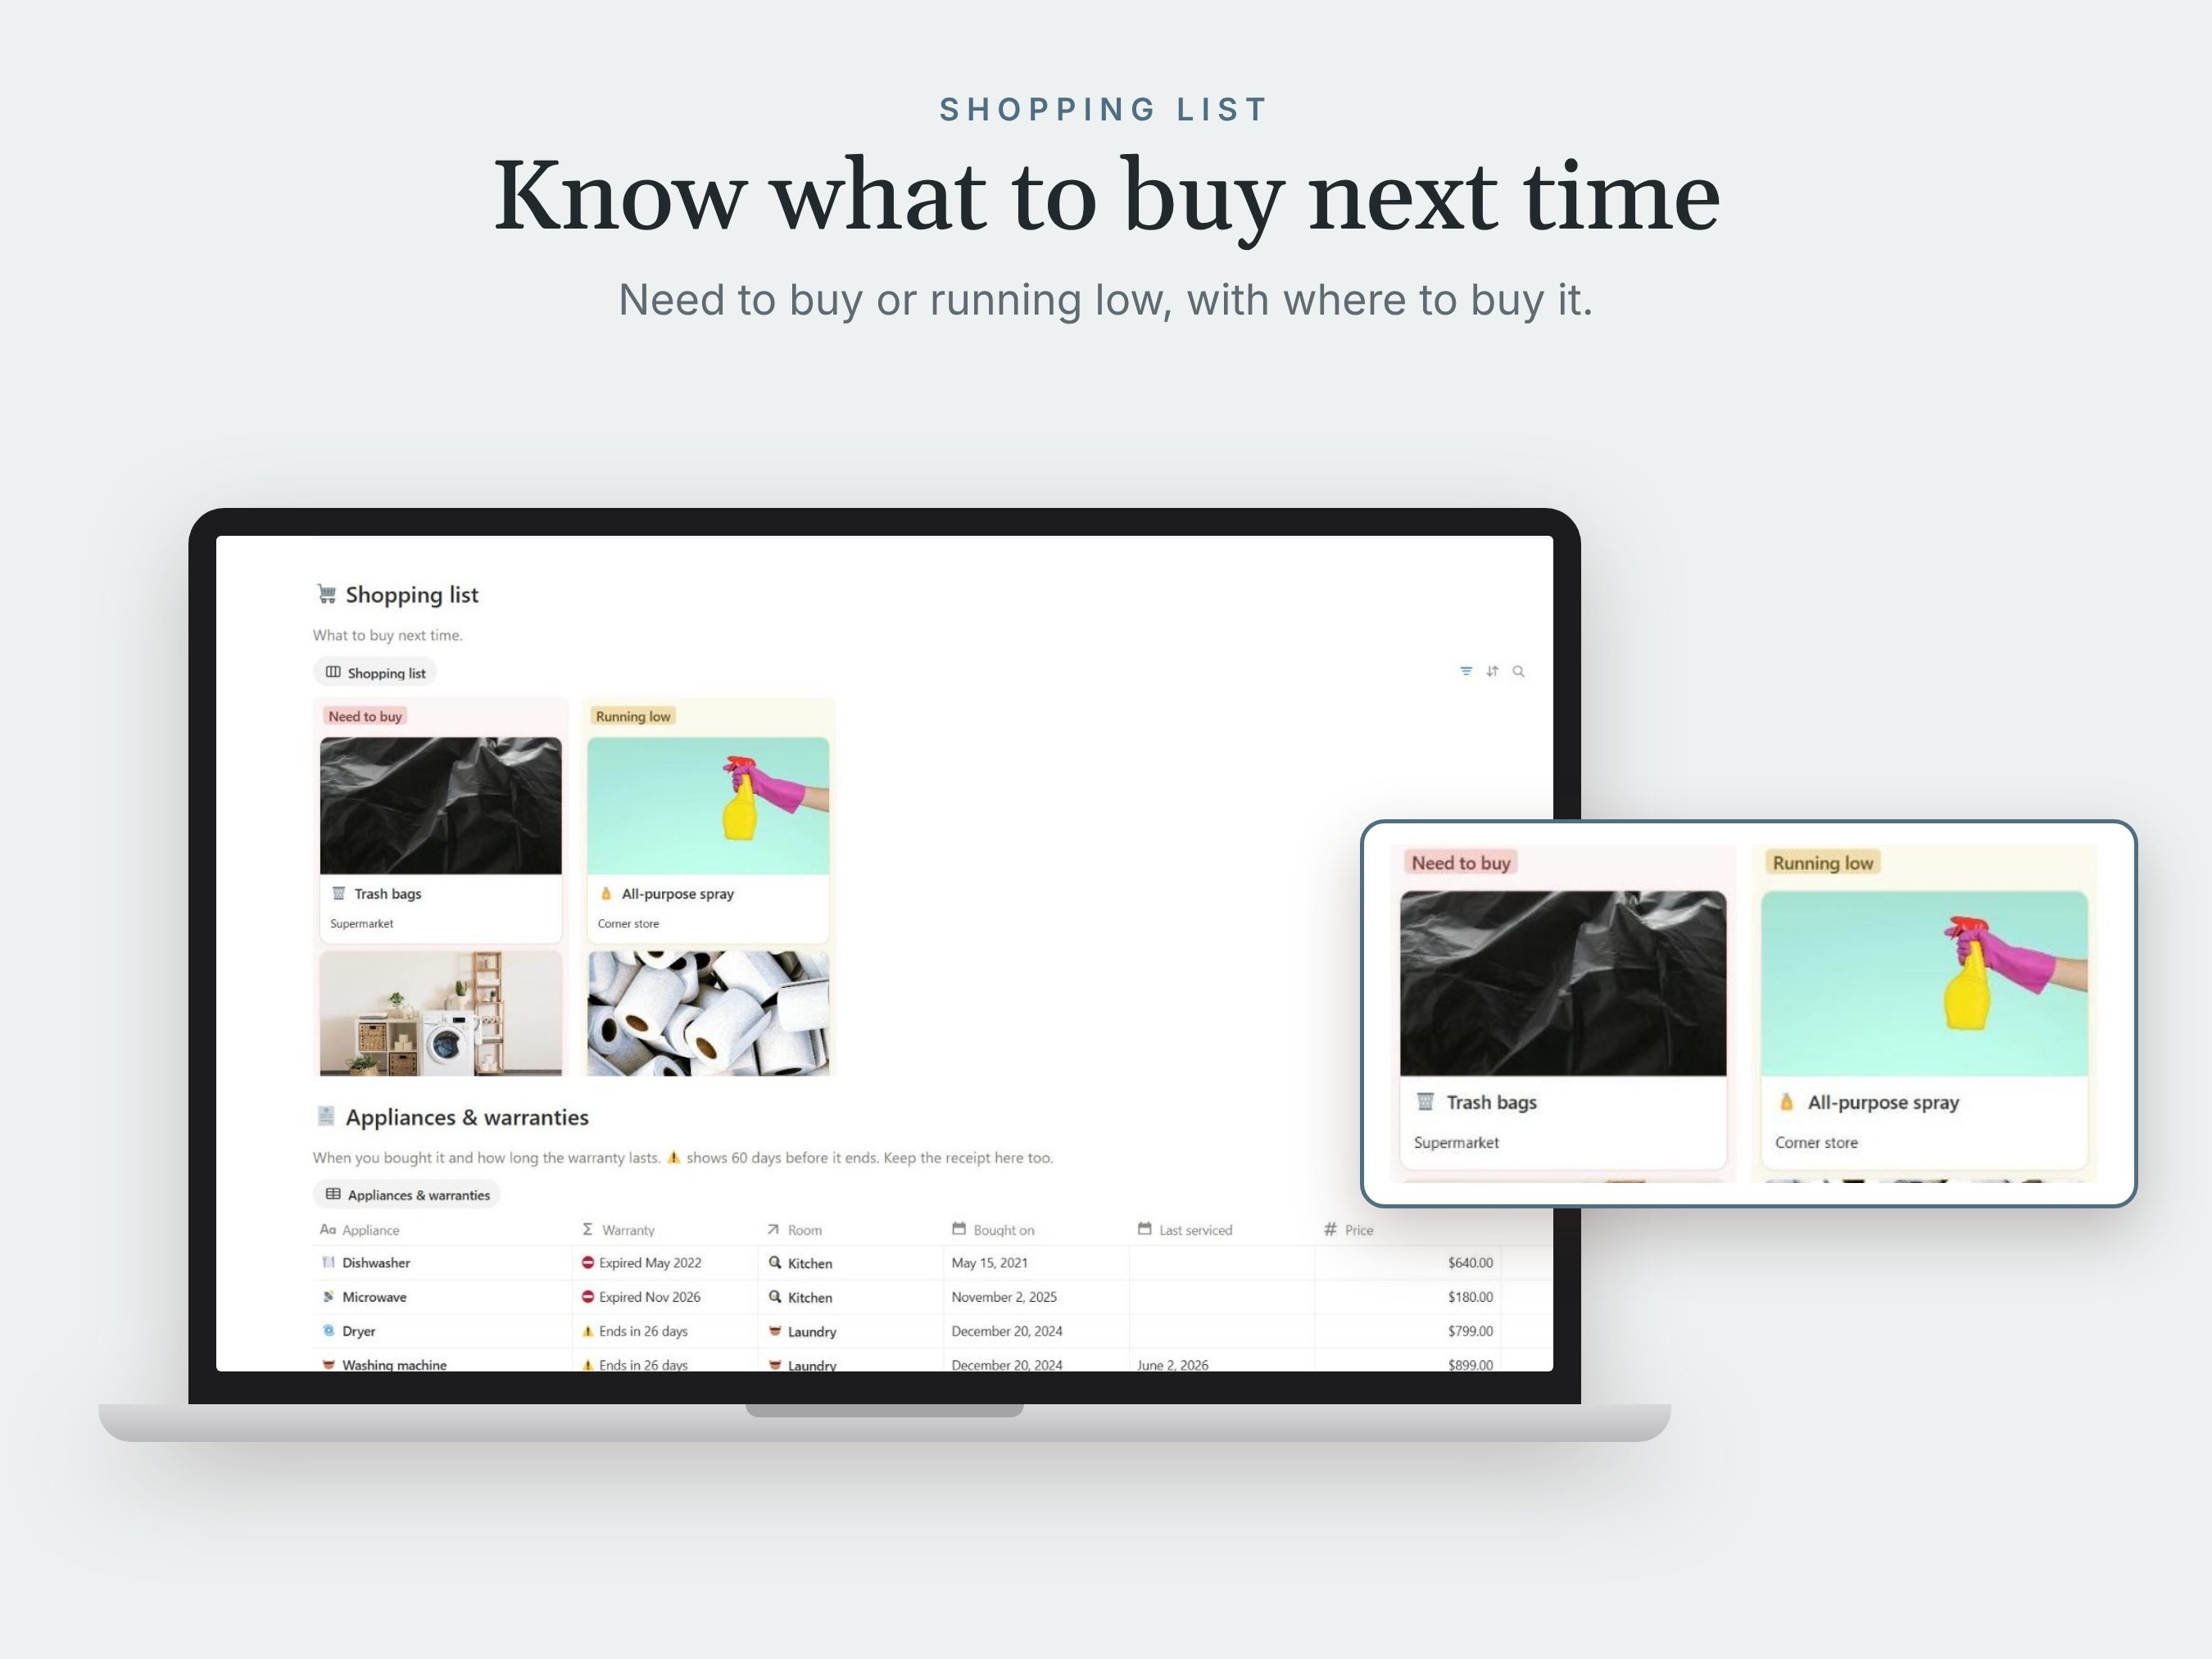 SHOPPING LIST
Know what to buy next time
Need to buy or running low, with where to buy it.
Shopping list
What to buy next time.
Shopping list
Need to buy
Running low
Trash bags
Supermarket
All-purpose spray
Corner store
Need to buy
Running low
Trash bags
Supermarket
All-purpose spray
Corner store
Appliances & warranties
When you bought it and how long the warranty lasts. ⚠️ shows 60 days before it ends. Keep the receipt here too.
Appliances & warranties
Aa Appliance Σ Warranty Room Bought on Last serviced # Price
Dishwasher Expired May 2022 Kitchen May 15, 2021 $640.00
Microwave Expired Nov 2026 Kitchen November 2, 2025 $180.00
Dryer Ends in 26 days Laundry December 20, 2024 $799.00
Washing machine Ends in 26 days Laundry December 20, 2024 June 2, 2026 $899.00